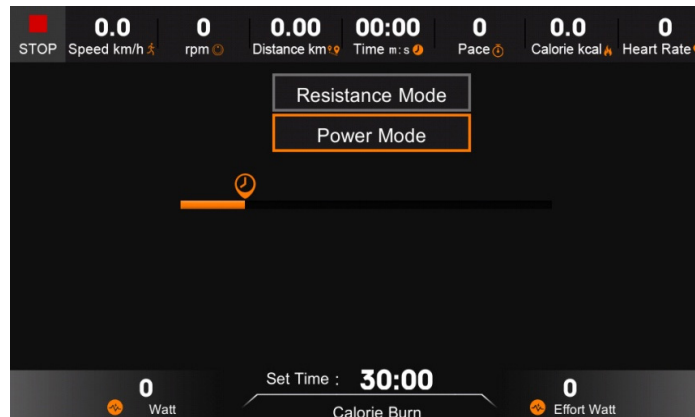 0.0 0 0.00 00:00 0 0.0 0
STOP Speed km/h rpm Distance km Time m:s Pace Calorie kcal Heart Rate
Resistance Mode
Power Mode
Set Time : 30:00
0 0
Watt Calorie Burn Effort Watt